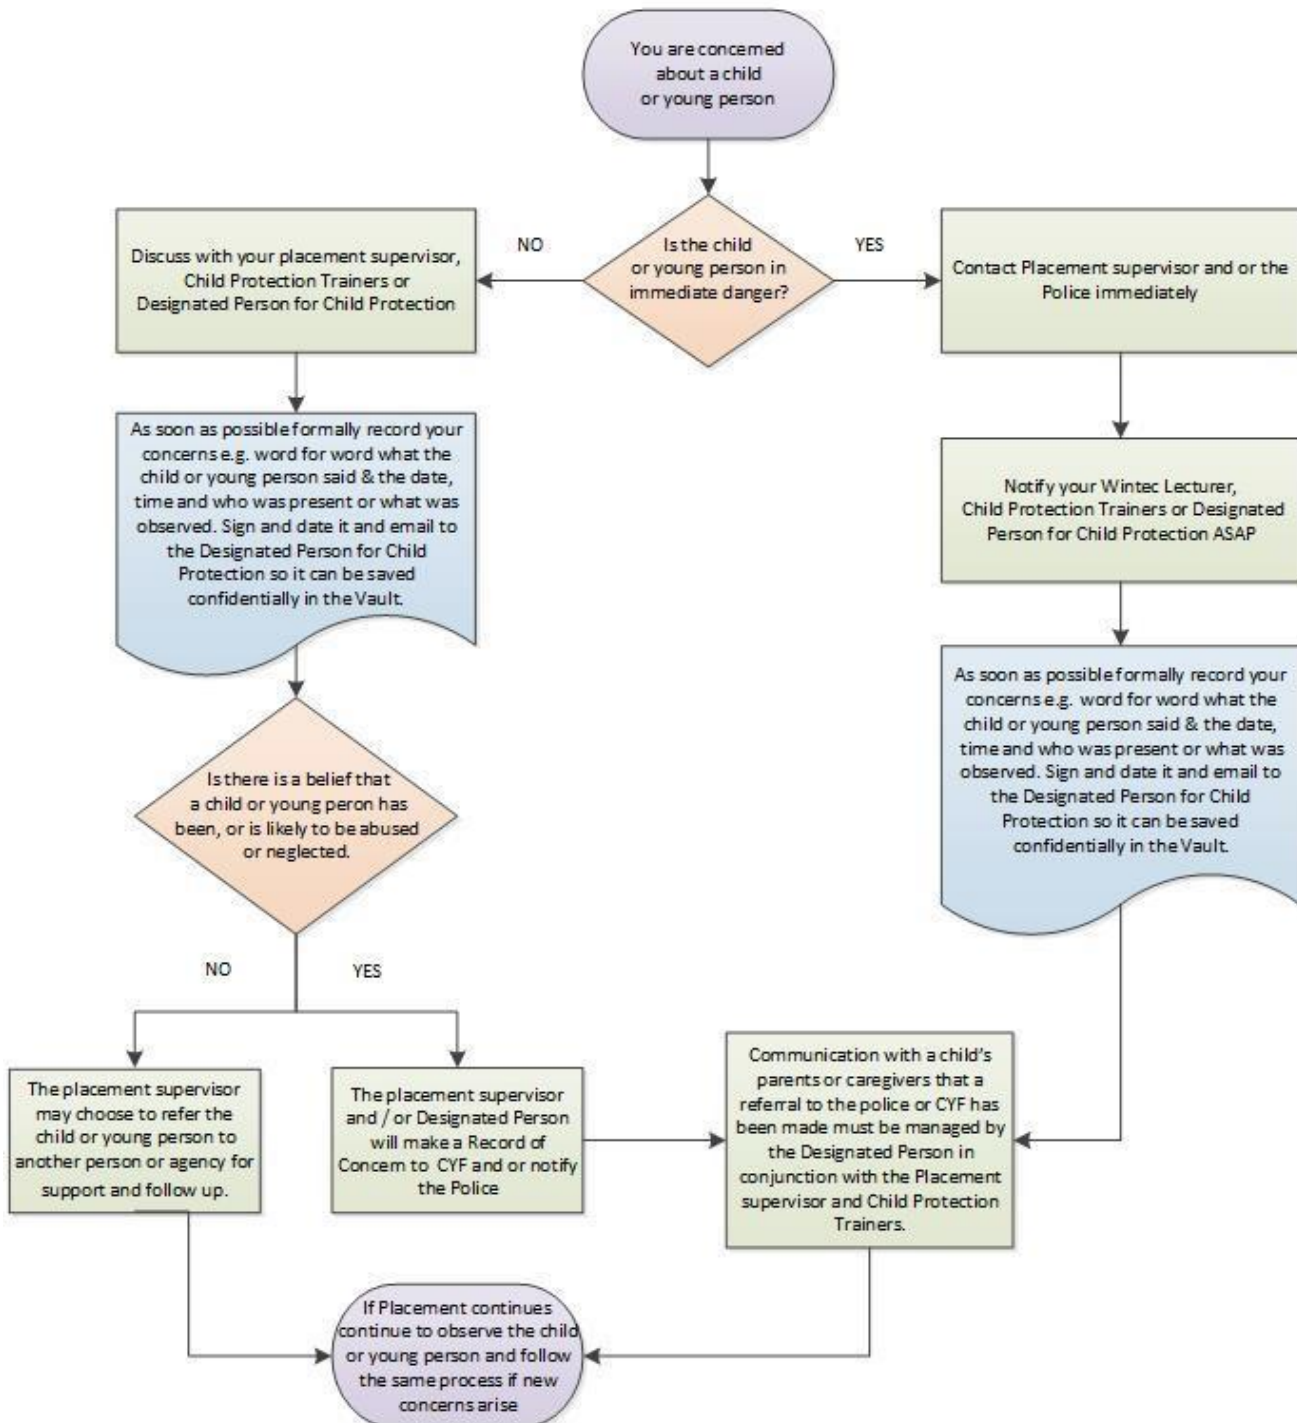 You are concerned
about a child
or young person
NO
Is the child
or young person in
immediate danger?
YES
Discuss with your placement supervisor,
Child Protection Trainers or
Designated Person for Child Protection
Contact Placement supervisor and or the
Police immediately
As soon as possible formally record your
concerns e.g. word for word what the
child or young person said & the date,
time and who was present or what was
observed. Sign and date it and email to
the Designated Person for Child
Protection so it can be saved
confidentially in the Vault.
Notify your Wintec Lecturer,
Child Protection Trainers or Designated
Person for Child Protection ASAP
As soon as possible formally record your
concerns e.g. word for word what the
child or young person said & the date,
time and who was present or what was
observed. Sign and date it and email to
the Designated Person for Child
Protection so it can be saved
confidentially in the Vault.
Is there is a belief that
a child or young peron has
been, or is likely to be abused
or neglected.
NO
YES
The placement supervisor
may choose to refer the
child or young person to
another person or agency for
support and follow up.
The placement supervisor
and / or Designated Person
will make a Record of
Concern to CYF and or notify
the Police
Communication with a child's
parents or caregivers that a
referral to the police or CYF has
been made must be managed by
the Designated Person in
conjunction with the Placement
supervisor and Child Protection
Trainers.
If Placement continues
continue to observe the child
or young person and follow
the same process if new
concerns arise